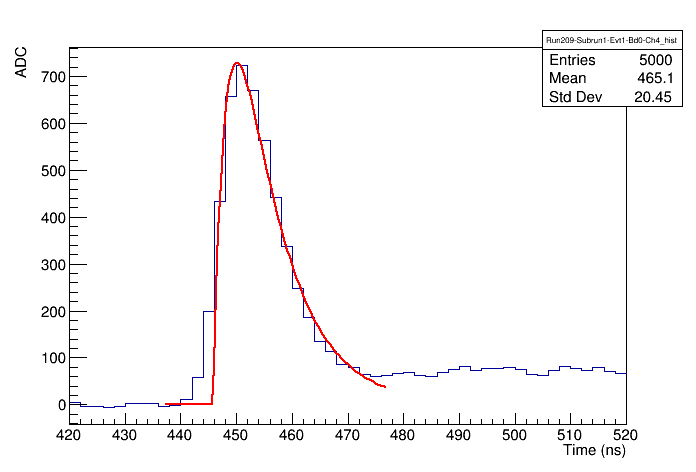 Run209-Subrun1-Evt1-Bd0-Ch4_hist
Entries 5000
Mean 465.1
Std Dev 20.45
ADC
700
600
500
400
300
200
100
0
420 430 440 450 460 470 480 490 500 510 520
Time (ns)